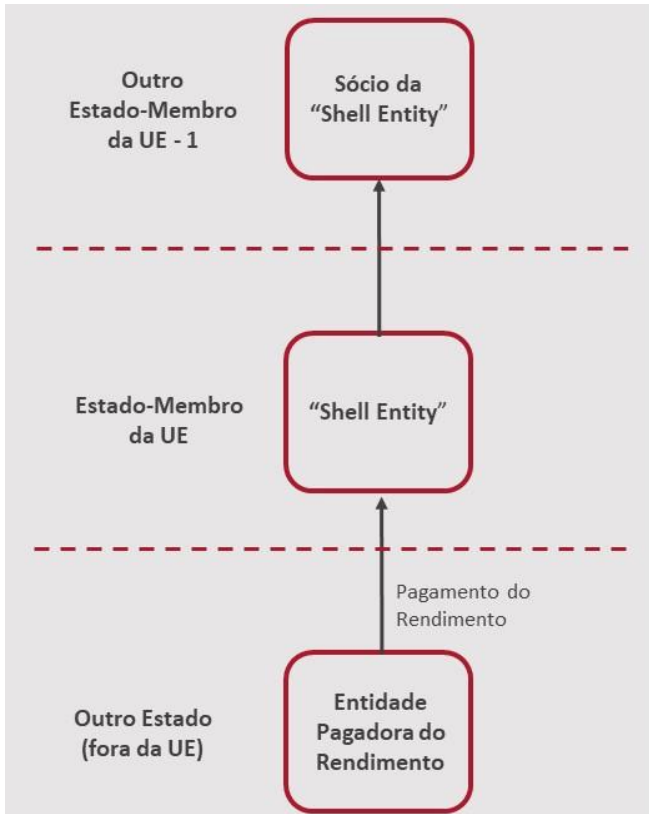 Outro
Estado-Membro
da UE - 1
Sócio da
“Shell Entity”
Estado-Membro
da UE
“Shell Entity”
Pagamento do
Rendimento
Outro Estado
(fora da UE)
Entidade
Pagadora do
Rendimento